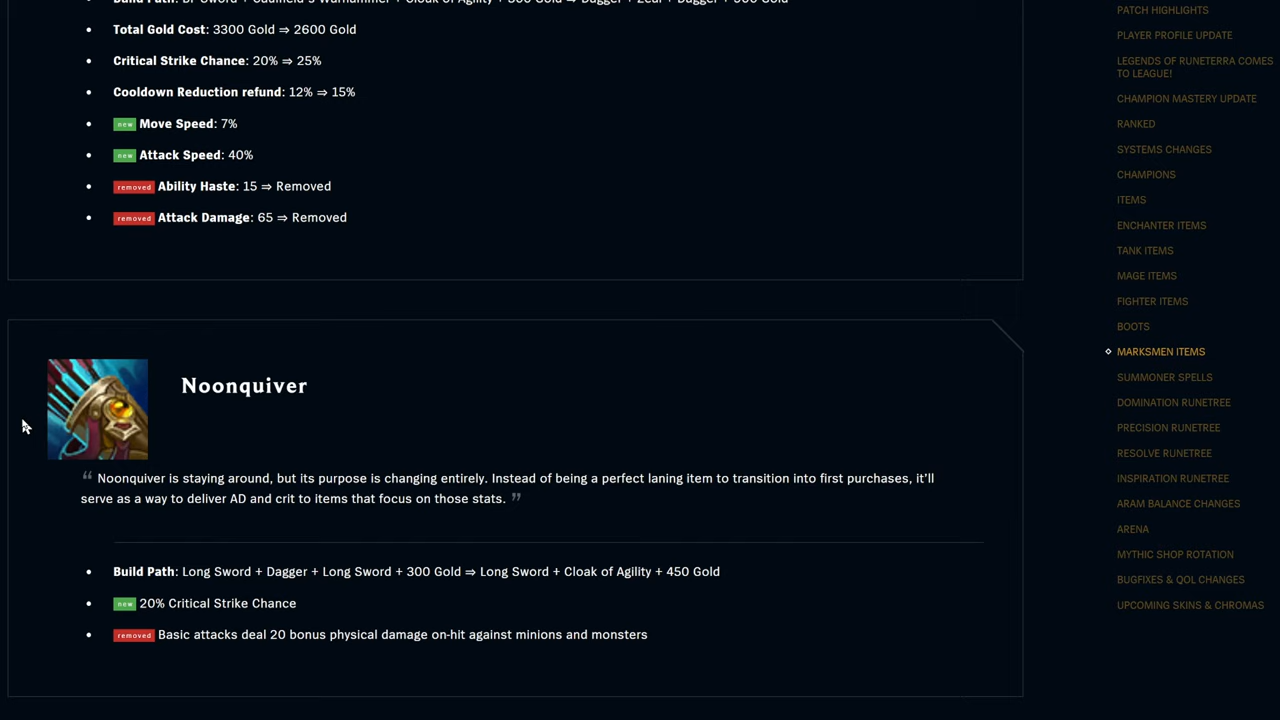 Total Gold Cost: 3300 Gold ⇒ 2600 Gold
Critical Strike Chance: 20% ⇒ 25%
Cooldown Reduction refund: 12% ⇒ 15%
new Move Speed: 7%
new Attack Speed: 40%
removed Ability Haste: 15 ⇒ Removed
removed Attack Damage: 65 ⇒ Removed
Noonquiver
“ Noonquiver is staying around, but its purpose is changing entirely. Instead of being a perfect laning item to transition into first purchases, it'll
serve as a way to deliver AD and crit to items that focus on those stats. ”
Build Path: Long Sword + Dagger + Long Sword + 300 Gold ⇒ Long Sword + Cloak of Agility + 450 Gold
new 20% Critical Strike Chance
removed Basic attacks deal 20 bonus physical damage on-hit against minions and monsters
PATCH HIGHLIGHTS
PLAYER PROFILE UPDATE
LEGENDS OF RUNETERRA COMES
TO LEAGUE!
CHAMPION MASTERY UPDATE
RANKED
SYSTEMS CHANGES
CHAMPIONS
ITEMS
ENCHANTER ITEMS
TANK ITEMS
MAGE ITEMS
FIGHTER ITEMS
BOOTS
MARKSMEN ITEMS
SUMMONER SPELLS
DOMINATION RUNETREE
PRECISION RUNETREE
RESOLVE RUNETREE
INSPIRATION RUNETREE
ARAM BALANCE CHANGES
ARENA
MYTHIC SHOP ROTATION
BUGFIXES & QOL CHANGES
UPCOMING SKINS & CHROMAS